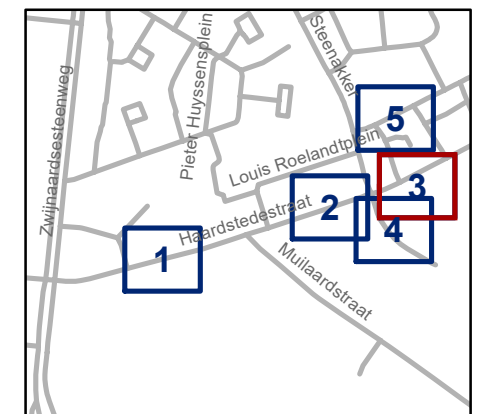 Steenakker
Pieter Huyssensplein
Zwijnaardsesteenweg
5
Louis Roelandtplein
3
2
Haardstedestraat
4
1
Muilaardstraat